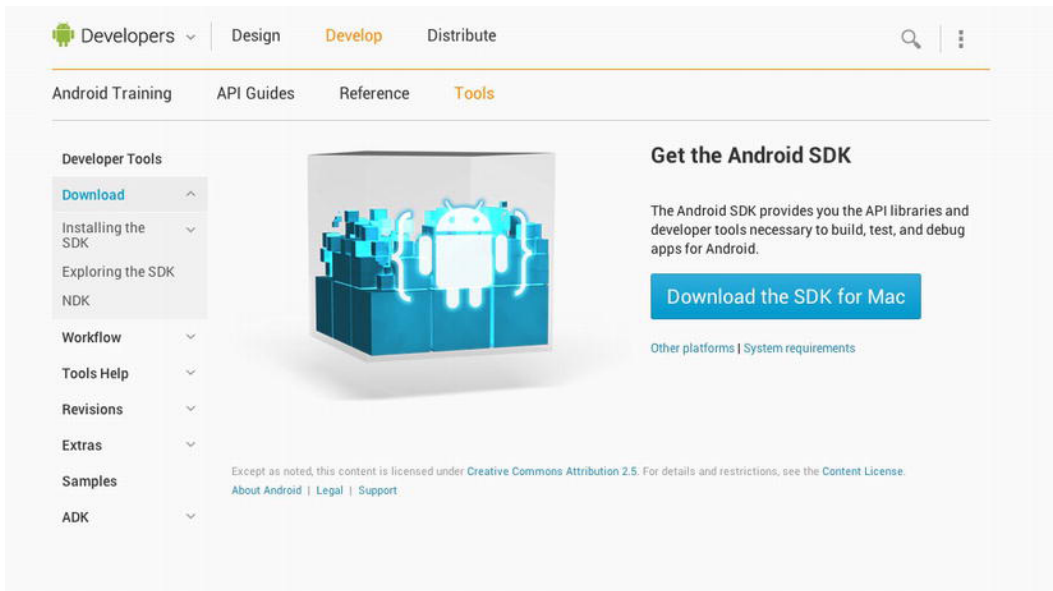 Developers
Design
Develop
Distribute
Android Training
API Guides
Reference
Tools
Developer Tools
Download
Installing the
SDK
Exploring the SDK
NDK
Workflow
Tools Help
Revisions
Extras
Samples
ADK
Get the Android SDK
The Android SDK provides you the API libraries and
developer tools necessary to build, test, and debug
apps for Android.
Download the SDK for Mac
Other platforms | System requirements
Except as noted, this content is licensed under Creative Commons Attribution 2.5. For details and restrictions, see the Content License.
About Android | Legal | Support